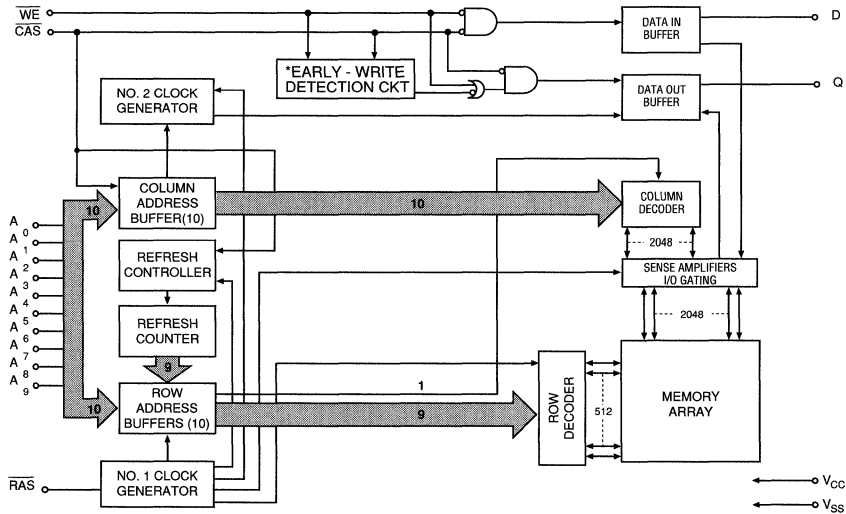 WE
CAS
D
DATA IN
BUFFER
*EARLY - WRITE
DETECTION CKT
NO. 2 CLOCK
GENERATOR
DATA OUT
BUFFER
Q
COLUMN
ADDRESS
BUFFER(10)
10
10
COLUMN
DECODER
A0
A1
A2
A3
A4
A5
A6
A7
A8
A9
2048
REFRESH
CONTROLLER
SENSE AMPLIFIERS
I/O GATING
REFRESH
COUNTER
2048
9
ROW
ADDRESS
BUFFERS (10)
10
1
9
ROW
DECODER
512
MEMORY
ARRAY
RAS
NO. 1 CLOCK
GENERATOR
VCC
VSS